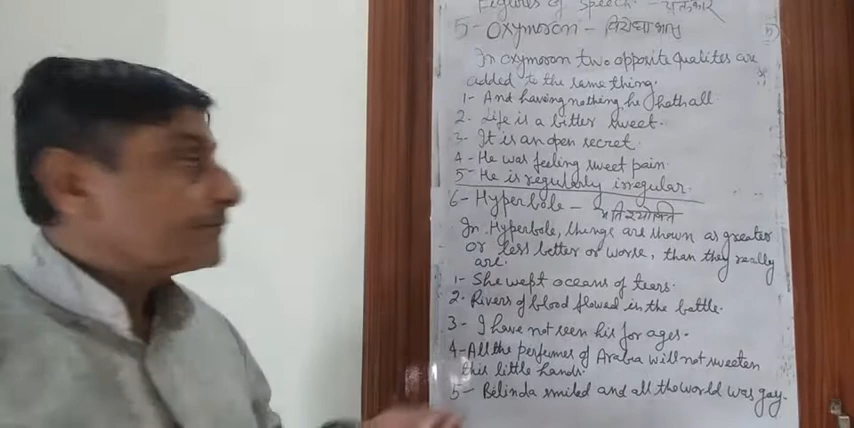 Figures of Speech - अलंकार
5- Oxymoron - विरोधाभास
In oxymoron two opposite qualites are
added to the same thing.
1- And having nothing he hath all
2- Life is a bitter sweet.
3- It is an open secret.
4- He was feeling sweet pain.
5- He is regularly irregular.
6- Hyperbole - अतिशयोक्ति
In Hyperbole, things are shown as greater
or less better or worse, than they really
are.
1- She wept oceans of tears.
2. Rivers of blood flowed in the battle.
3- I have not seen his for ages.
4- All the perfumes of Arabia will not sweeten
this little hands.
5- Belinda smiled and all the world was gay.